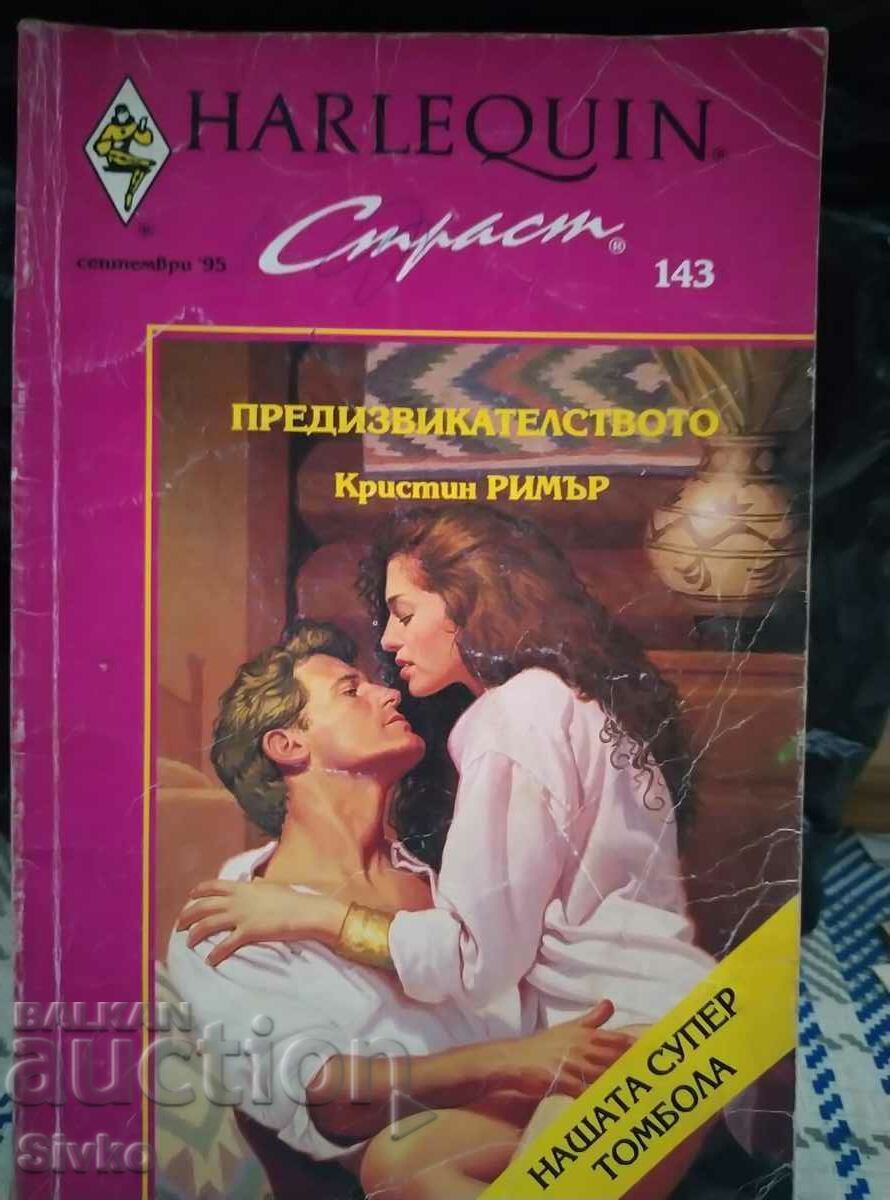 HARLEQUIN®
®
Страст®
септември '95
143
ПРЕДИЗВИКАТЕЛСТВОТО
Кристин РИМЪР
НАШАТА СУПЕР
ТОМБОЛА
BALKAN
auction
Sivko